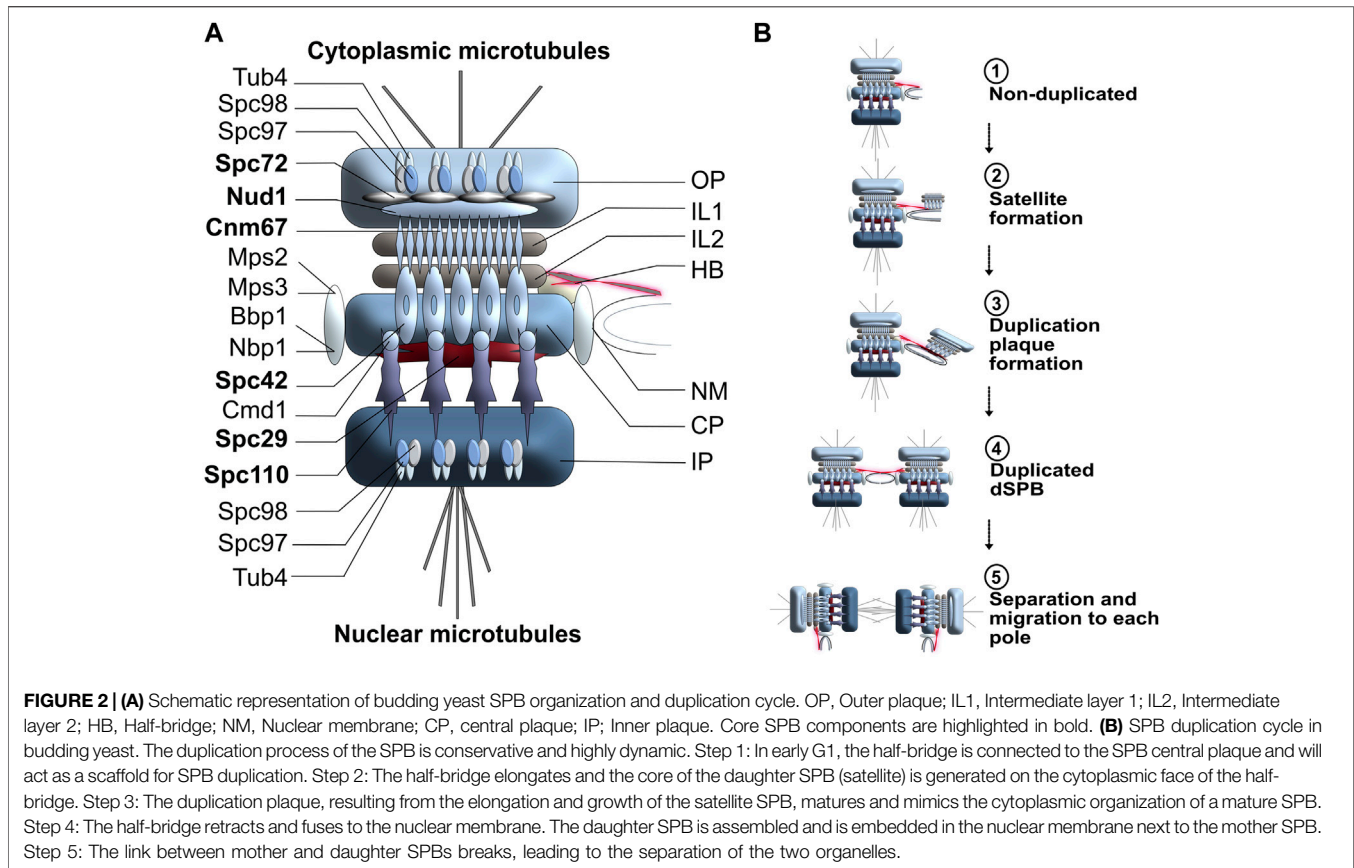 A
Cytoplasmic microtubules
Tub4
Spc98
Spc97
Spc72
Nud1
Cnm67
Mps2
Mps3
Bbp1
Nbp1
Spc42
Cmd1
Spc29
Spc110
Spc98
Spc97
Tub4
OP
IL1
IL2
HB
NM
CP
IP
Nuclear microtubules
B
1
Non-duplicated
2
Satellite
formation
3
Duplication
plaque
formation
4
Duplicated
dSPB
5
Separation and
migration to each
pole
FIGURE 2 | (A) Schematic representation of budding yeast SPB organization and duplication cycle. OP, Outer plaque; IL1, Intermediate layer 1; IL2, Intermediate
layer 2; HB, Half-bridge; NM, Nuclear membrane; CP, central plaque; IP; Inner plaque. Core SPB components are highlighted in bold. (B) SPB duplication cycle in
budding yeast. The duplication process of the SPB is conservative and highly dynamic. Step 1: In early G1, the half-bridge is connected to the SPB central plaque and will
act as a scaffold for SPB duplication. Step 2: The half-bridge elongates and the core of the daughter SPB (satellite) is generated on the cytoplasmic face of the half-
bridge. Step 3: The duplication plaque, resulting from the elongation and growth of the satellite SPB, matures and mimics the cytoplasmic organization of a mature SPB.
Step 4: The half-bridge retracts and fuses to the nuclear membrane. The daughter SPB is assembled and is embedded in the nuclear membrane next to the mother SPB.
Step 5: The link between mother and daughter SPBs breaks, leading to the separation of the two organelles.